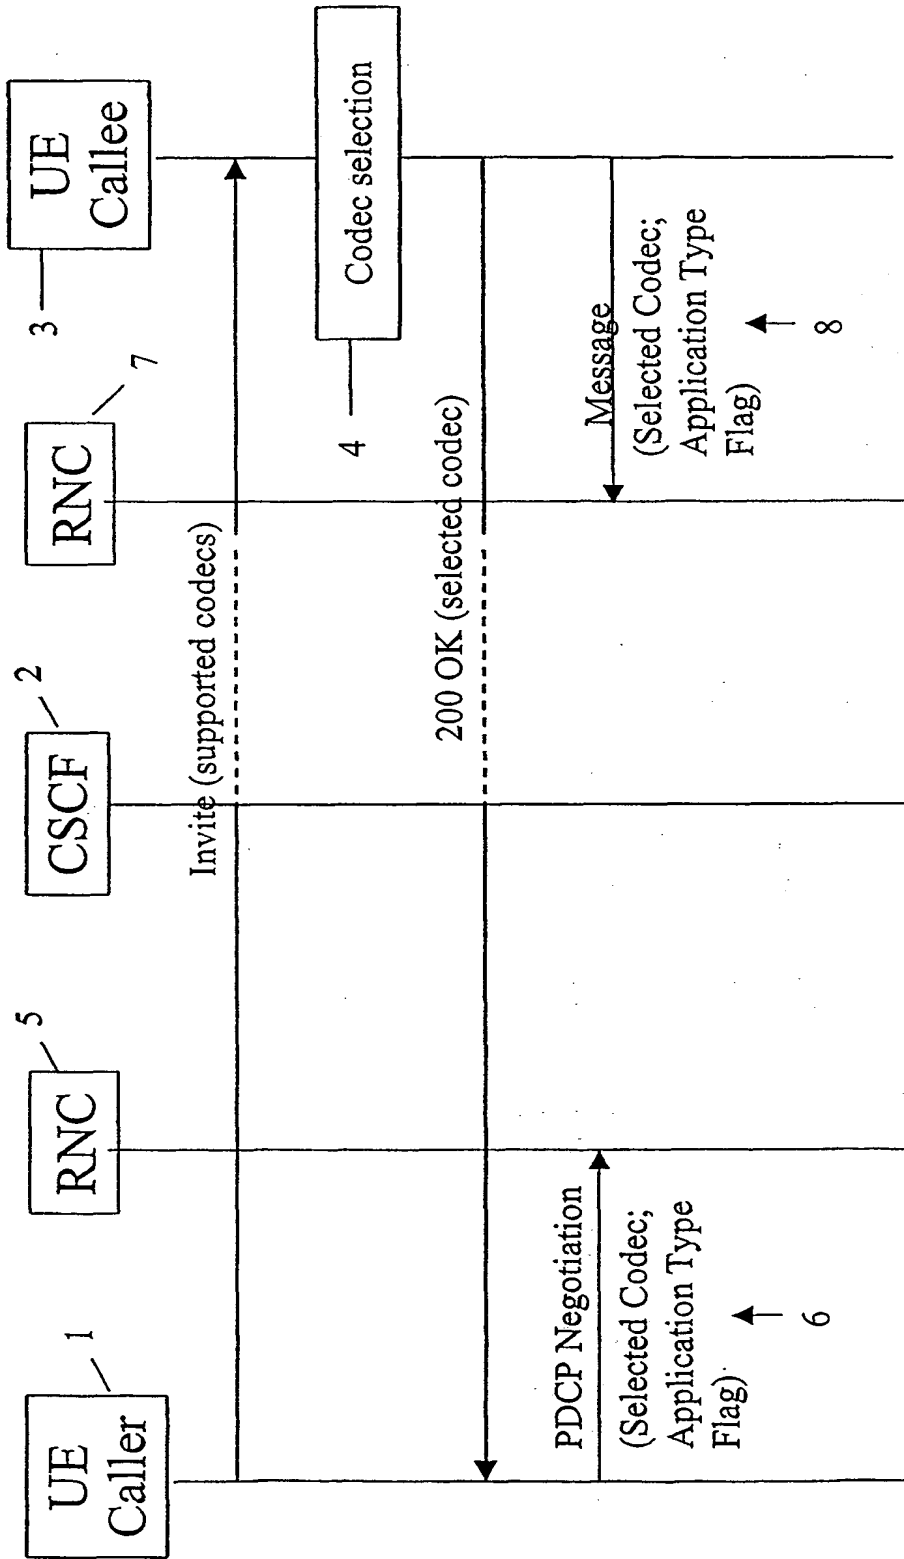 UE
Caller
1
RNC
5
CSCF
2
RNC
7
UE
Callee
3
Invite (supported codecs)
Codec selection
4
200 OK (selected codec)
PDCP Negotiation
(Selected Codec;
Application Type
Flag)
6
Message
(Selected Codec;
Application Type
Flag)
8